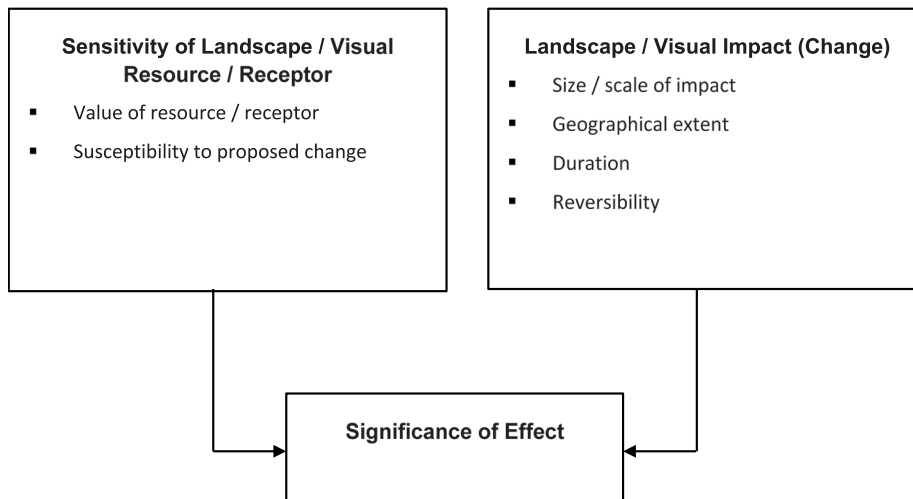 Sensitivity of Landscape / Visual
Resource / Receptor
▪ Value of resource / receptor
▪ Susceptibility to proposed change
Landscape / Visual Impact (Change)
▪ Size / scale of impact
▪ Geographical extent
▪ Duration
▪ Reversibility
Significance of Effect